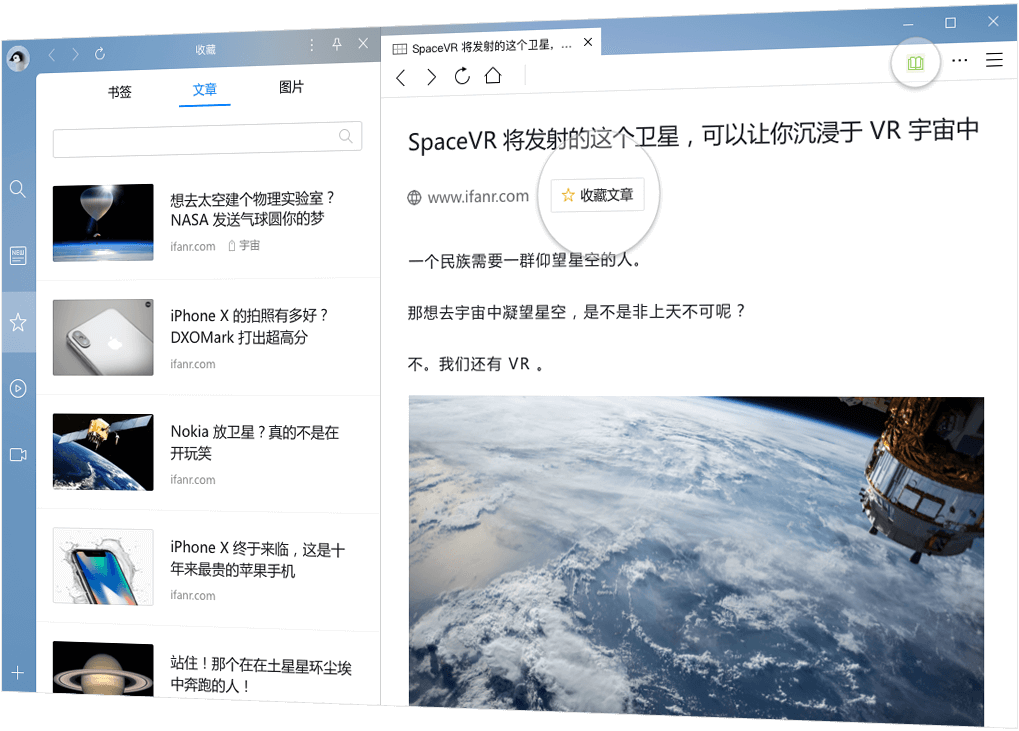 收藏
书签
文章
图片
想去太空建个物理实验室？
NASA 发送气球圆你的梦
ifanr.com 宇宙
iPhone X 的拍照有多好？
DXOMark 打出超高分
ifanr.com
Nokia 放卫星？真的不是在
开玩笑
ifanr.com
iPhone X 终于来临，这是十
年来最贵的苹果手机
ifanr.com
站住！那个在在土星星环尘埃
中奔跑的人！
NEW
SpaceVR 将发射的这个卫星，...
SpaceVR 将发射的这个卫星，可以让你沉浸于 VR 宇宙中
www.ifanr.com
收藏文章
一个民族需要一群仰望星空的人。
那想去宇宙中凝望星空，是不是非上天不可呢？
不。我们还有 VR 。